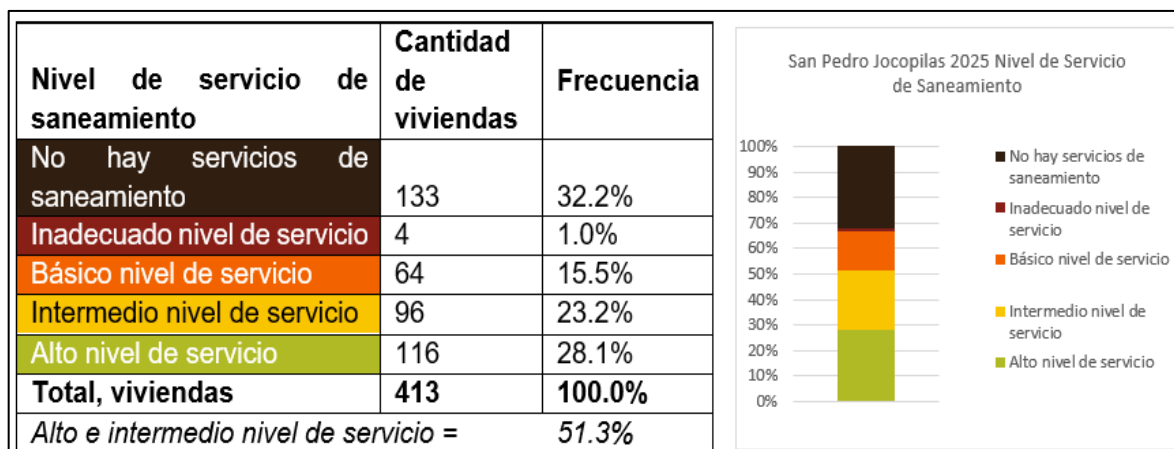 Nivel de servicio de
saneamiento
Cantidad
de
viviendas
Frecuencia
No hay servicios de
saneamiento
133
32.2%
Inadecuado nivel de servicio
4
1.0%
Básico nivel de servicio
64
15.5%
Intermedio nivel de servicio
96
23.2%
Alto nivel de servicio
116
28.1%
Total, viviendas
413
100.0%
Alto e intermedio nivel de servicio =
51.3%
San Pedro Jocopilas 2025 Nivel de Servicio
de Saneamiento
100%
90%
80%
70%
60%
50%
40%
30%
20%
10%
0%
No hay servicios de
saneamiento
Inadecuado nivel de
servicio
Básico nivel de servicio
Intermedio nivel de
servicio
Alto nivel de servicio